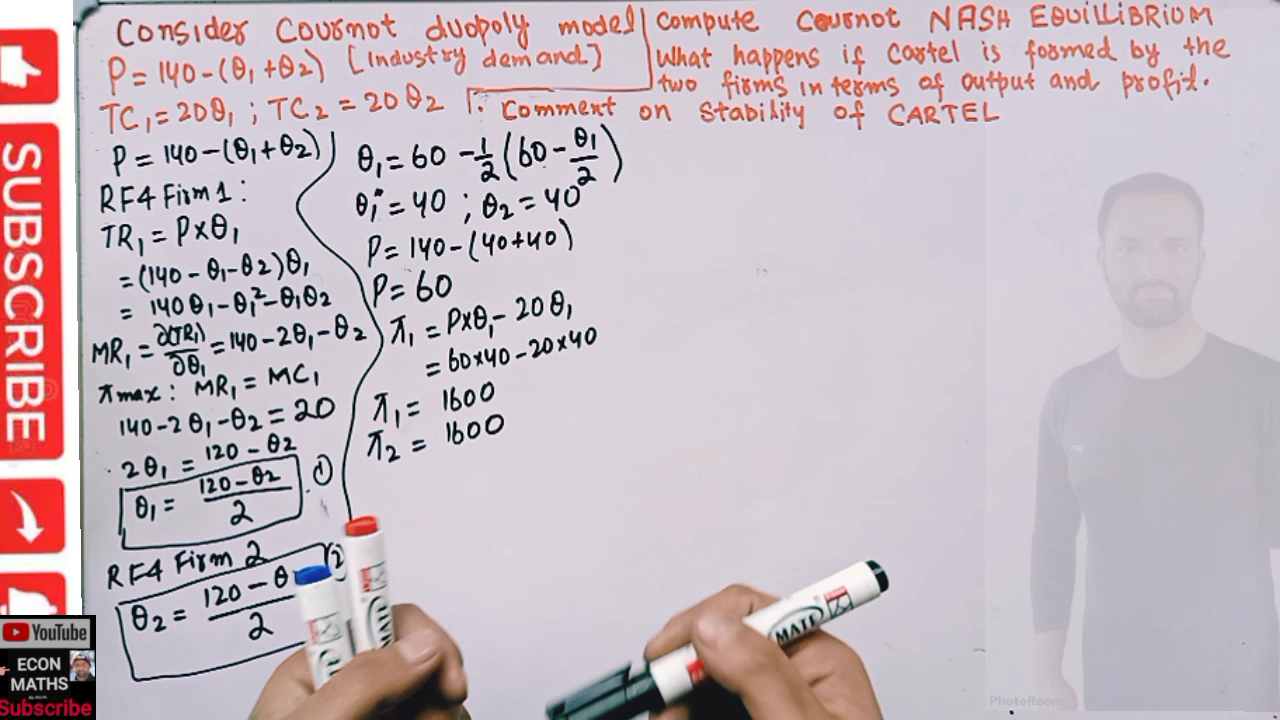 Consider Cournot duopoly model
P = 140 - (θ1 + θ2) [Industry demand]
TC1 = 20θ1 ; TC2 = 20θ2
Compute Cournot NASH EQUILLIBRIUM
What happens if Cartel is formed by the
two firms in terms of output and profit.
Comment on Stability of CARTEL
P = 140 - (θ1 + θ2)
RF4 Firm 1 :
TR1 = P×θ1
= (140 - θ1 - θ2)θ1
= 140θ1 - θ1² - θ1θ2
MR1 = ∂(TR1)/∂θ1 = 140 - 2θ1 - θ2
πmax : MR1 = MC1
140 - 2θ1 - θ2 = 20
2θ1 = 120 - θ2
θ1 = (120 - θ2)/2 .①
RF4 Firm 2
θ2 = (120 - θ)/2 (2)
θ1 = 60 - 1/2 (60 - θ1/2)
θ1* = 40 ; θ2 = 40
P = 140 - (40 + 40)
P = 60
π1 = P×θ1 - 20θ1
= 60×40 - 20×40
π1 = 1600
π2 = 1600
SUBSCRIBE
YouTube
ECON
MATHS
Subscribe
MATE
PhotoRoom